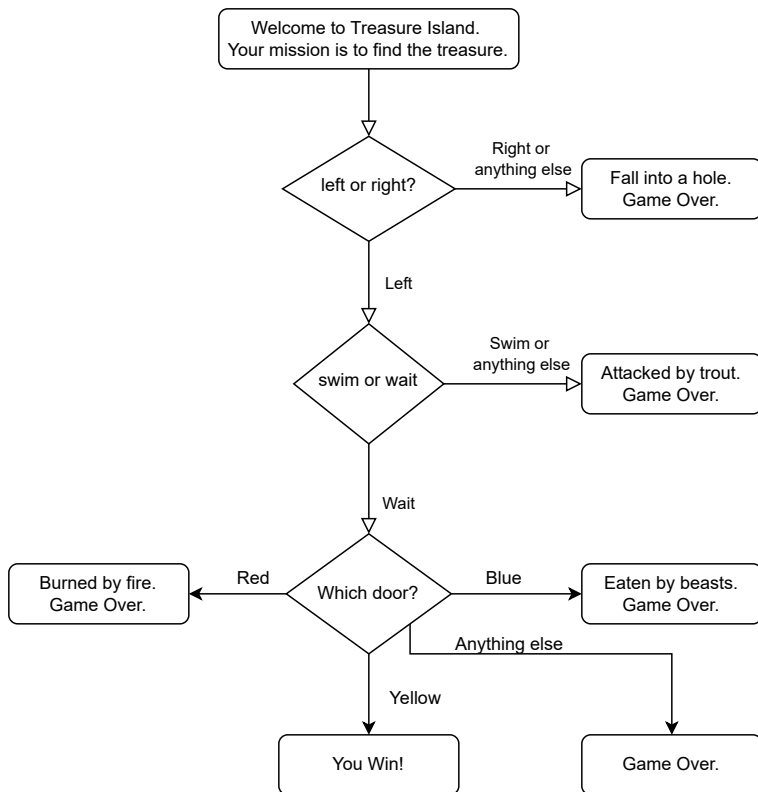 Welcome to Treasure Island.
Your mission is to find the treasure.
left or right?
Right or
anything else
Fall into a hole.
Game Over.
Left
swim or wait
Swim or
anything else
Attacked by trout.
Game Over.
Wait
Which door?
Red
Burned by fire.
Game Over.
Blue
Eaten by beasts.
Game Over.
Anything else
Yellow
You Win!
Game Over.